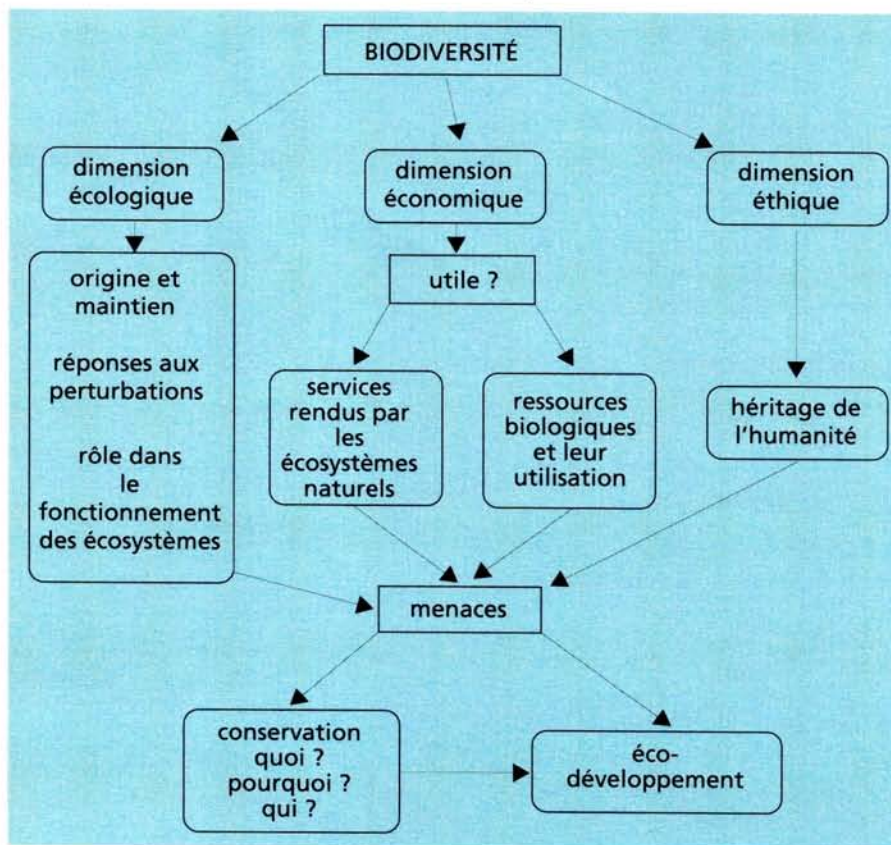 BIODIVERSITÉ
dimension
écologique
dimension
économique
dimension
éthique
origine et
maintien
réponses aux
perturbations
rôle dans
le
fonctionnement
des écosystèmes
utile ?
services
rendus par
les
écosystèmes
naturels
ressources
biologiques
et leur
utilisation
héritage de
l'humanité
menaces
conservation
quoi ?
pourquoi ?
qui ?
éco-
développement